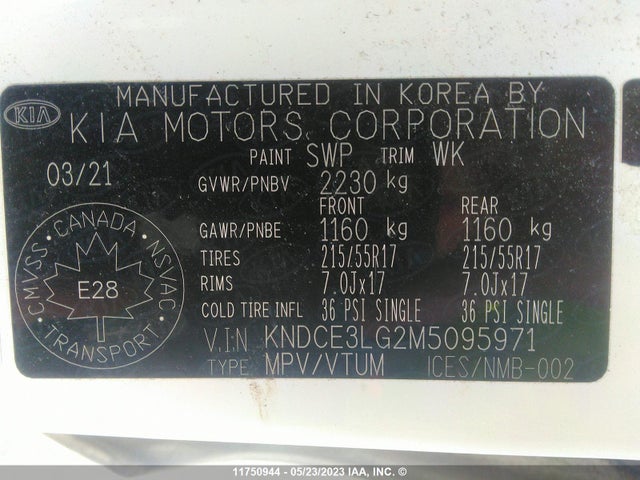 MANUFACTURED IN KOREA BY
KIA
KIA MOTORS CORPORATION
PAINT SWP TRIM WK
03/21
GVWR/PNBV 2230 kg
FRONT REAR
GAWR/PNBE 1160 kg 1160 kg
TIRES 215/55R17 215/55R17
RIMS 7.0Jx17 7.0Jx17
COLD TIRE INFL 36 PSI SINGLE 36 PSI SINGLE
CMVSS · CANADA · NSVAC
E28
TRANSPORT
V.I.N KNDCE3LG2M5095971
TYPE MPV/VTUM ICES/NMB-002
11750944 - 05/23/2023 IAA, INC. ©